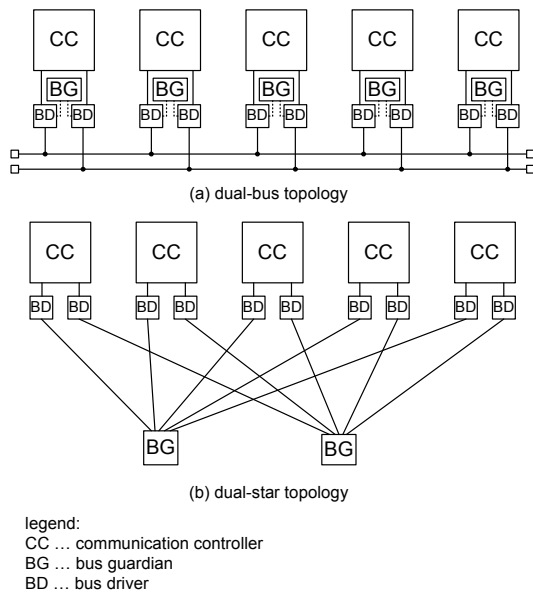 CC CC CC CC CC
BG BG BG BG BG
BD BD BD BD BD BD BD BD BD BD
(a) dual-bus topology
CC CC CC CC CC
BD BD BD BD BD BD BD BD BD BD
BG BG
(b) dual-star topology
legend:
CC … communication controller
BG … bus guardian
BD … bus driver